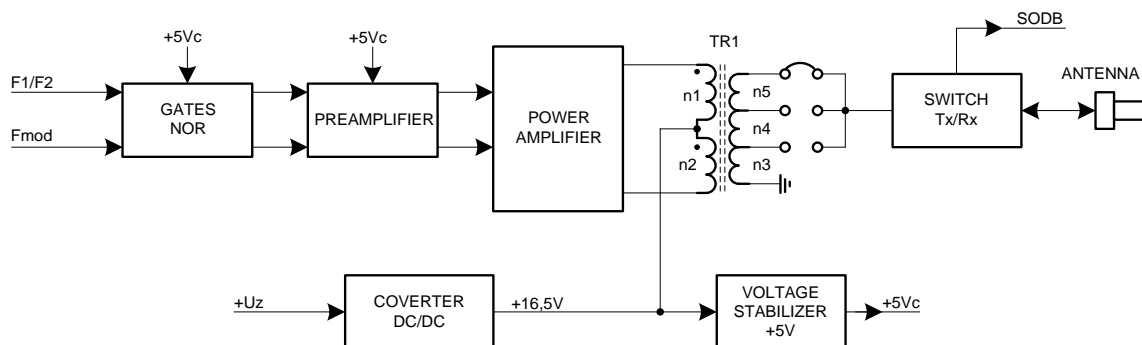 SODB
+5Vc
+5Vc
TR1
ANTENNA
F1/F2
Fmod
GATES
NOR
PREAMPLIFIER
POWER
AMPLIFIER
n1
n2
n5
n4
n3
SWITCH
Tx/Rx
+Uz
COVERTER
DC/DC
+16,5V
VOLTAGE
STABILIZER
+5V
+5Vc